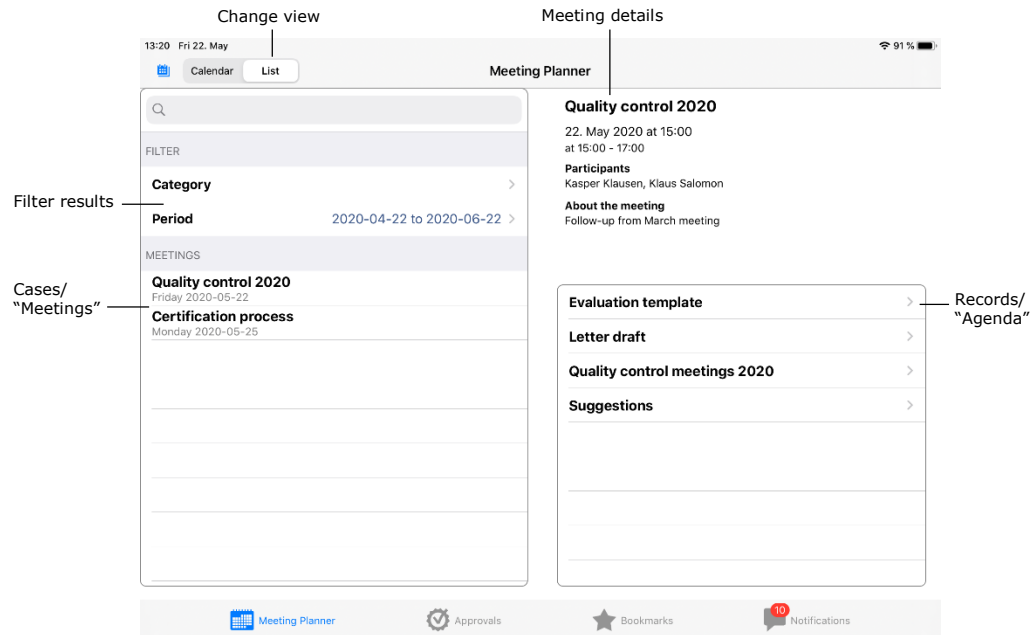 Change view
Meeting details
13:20 Fri 22. May
91 %
Calendar
List
Meeting Planner
FILTER
Category
Period
2020-04-22 to 2020-06-22
Filter results
MEETINGS
Quality control 2020
Friday 2020-05-22
Certification process
Monday 2020-05-25
Cases/
“Meetings”
Quality control 2020
22. May 2020 at 15:00
at 15:00 - 17:00
Participants
Kasper Klausen, Klaus Salomon
About the meeting
Follow-up from March meeting
Evaluation template
Letter draft
Quality control meetings 2020
Suggestions
Records/
“Agenda”
Meeting Planner
Approvals
Bookmarks
10
Notifications